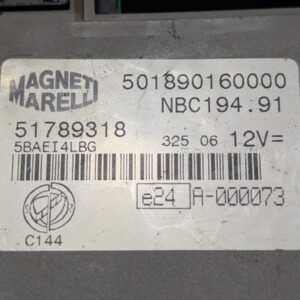 MAGNETI
MARELLI
501890160000
NBC194.91
51789318
5BAEI4LBG
325 06 12V=
e24 A-000073
C144